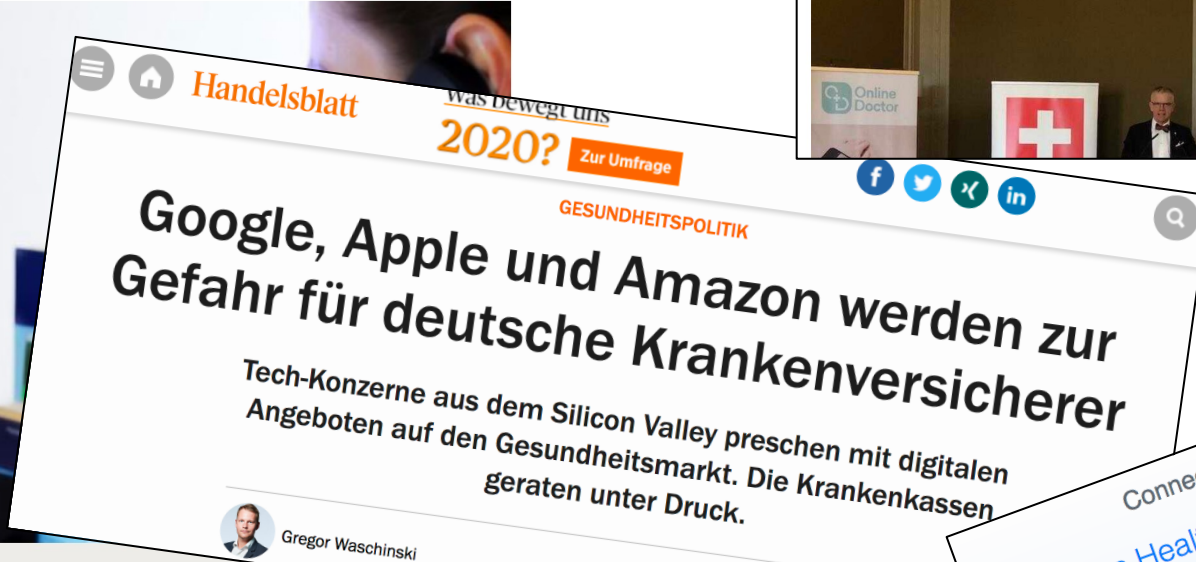 Online
Doctor
Handelsblatt
Was bewegt uns
2020?
Zur Umfrage
GESUNDHEITSPOLITIK
Google, Apple und Amazon werden zur
Gefahr für deutsche Krankenversicherer
Tech-Konzerne aus dem Silicon Valley preschen mit digitalen
Angeboten auf den Gesundheitsmarkt. Die Krankenkassen
geraten unter Druck.
Gregor Waschinski